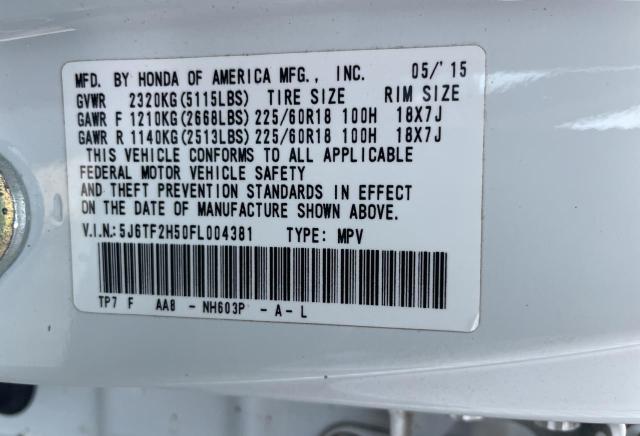 MFD. BY HONDA OF AMERICA MFG., INC. 05/'15
GVWR 2320KG(5115LBS) TIRE SIZE RIM SIZE
GAWR F 1210KG(2668LBS) 225/60R18 100H 18X7J
GAWR R 1140KG(2513LBS) 225/60R18 100H 18X7J
THIS VEHICLE CONFORMS TO ALL APPLICABLE
FEDERAL MOTOR VEHICLE SAFETY
AND THEFT PREVENTION STANDARDS IN EFFECT
ON THE DATE OF MANUFACTURE SHOWN ABOVE.
V.I.N.:5J6TF2H50FL004381 TYPE: MPV
TP7 F AA8 - NH603P - A - L